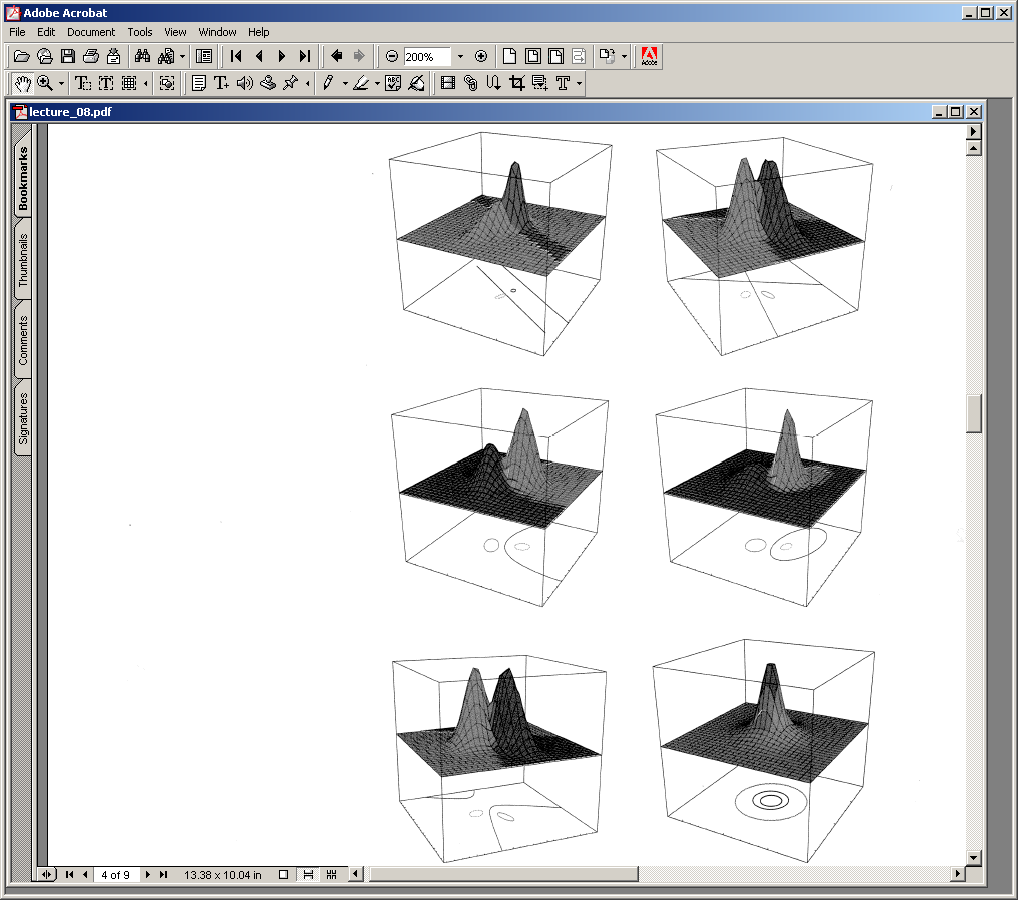 Adobe Acrobat
File Edit Document Tools View Window Help
200%
Adobe
lecture_08.pdf
Bookmarks
Thumbnails
Comments
Signatures
4 of 9 13.38 x 10.04 in